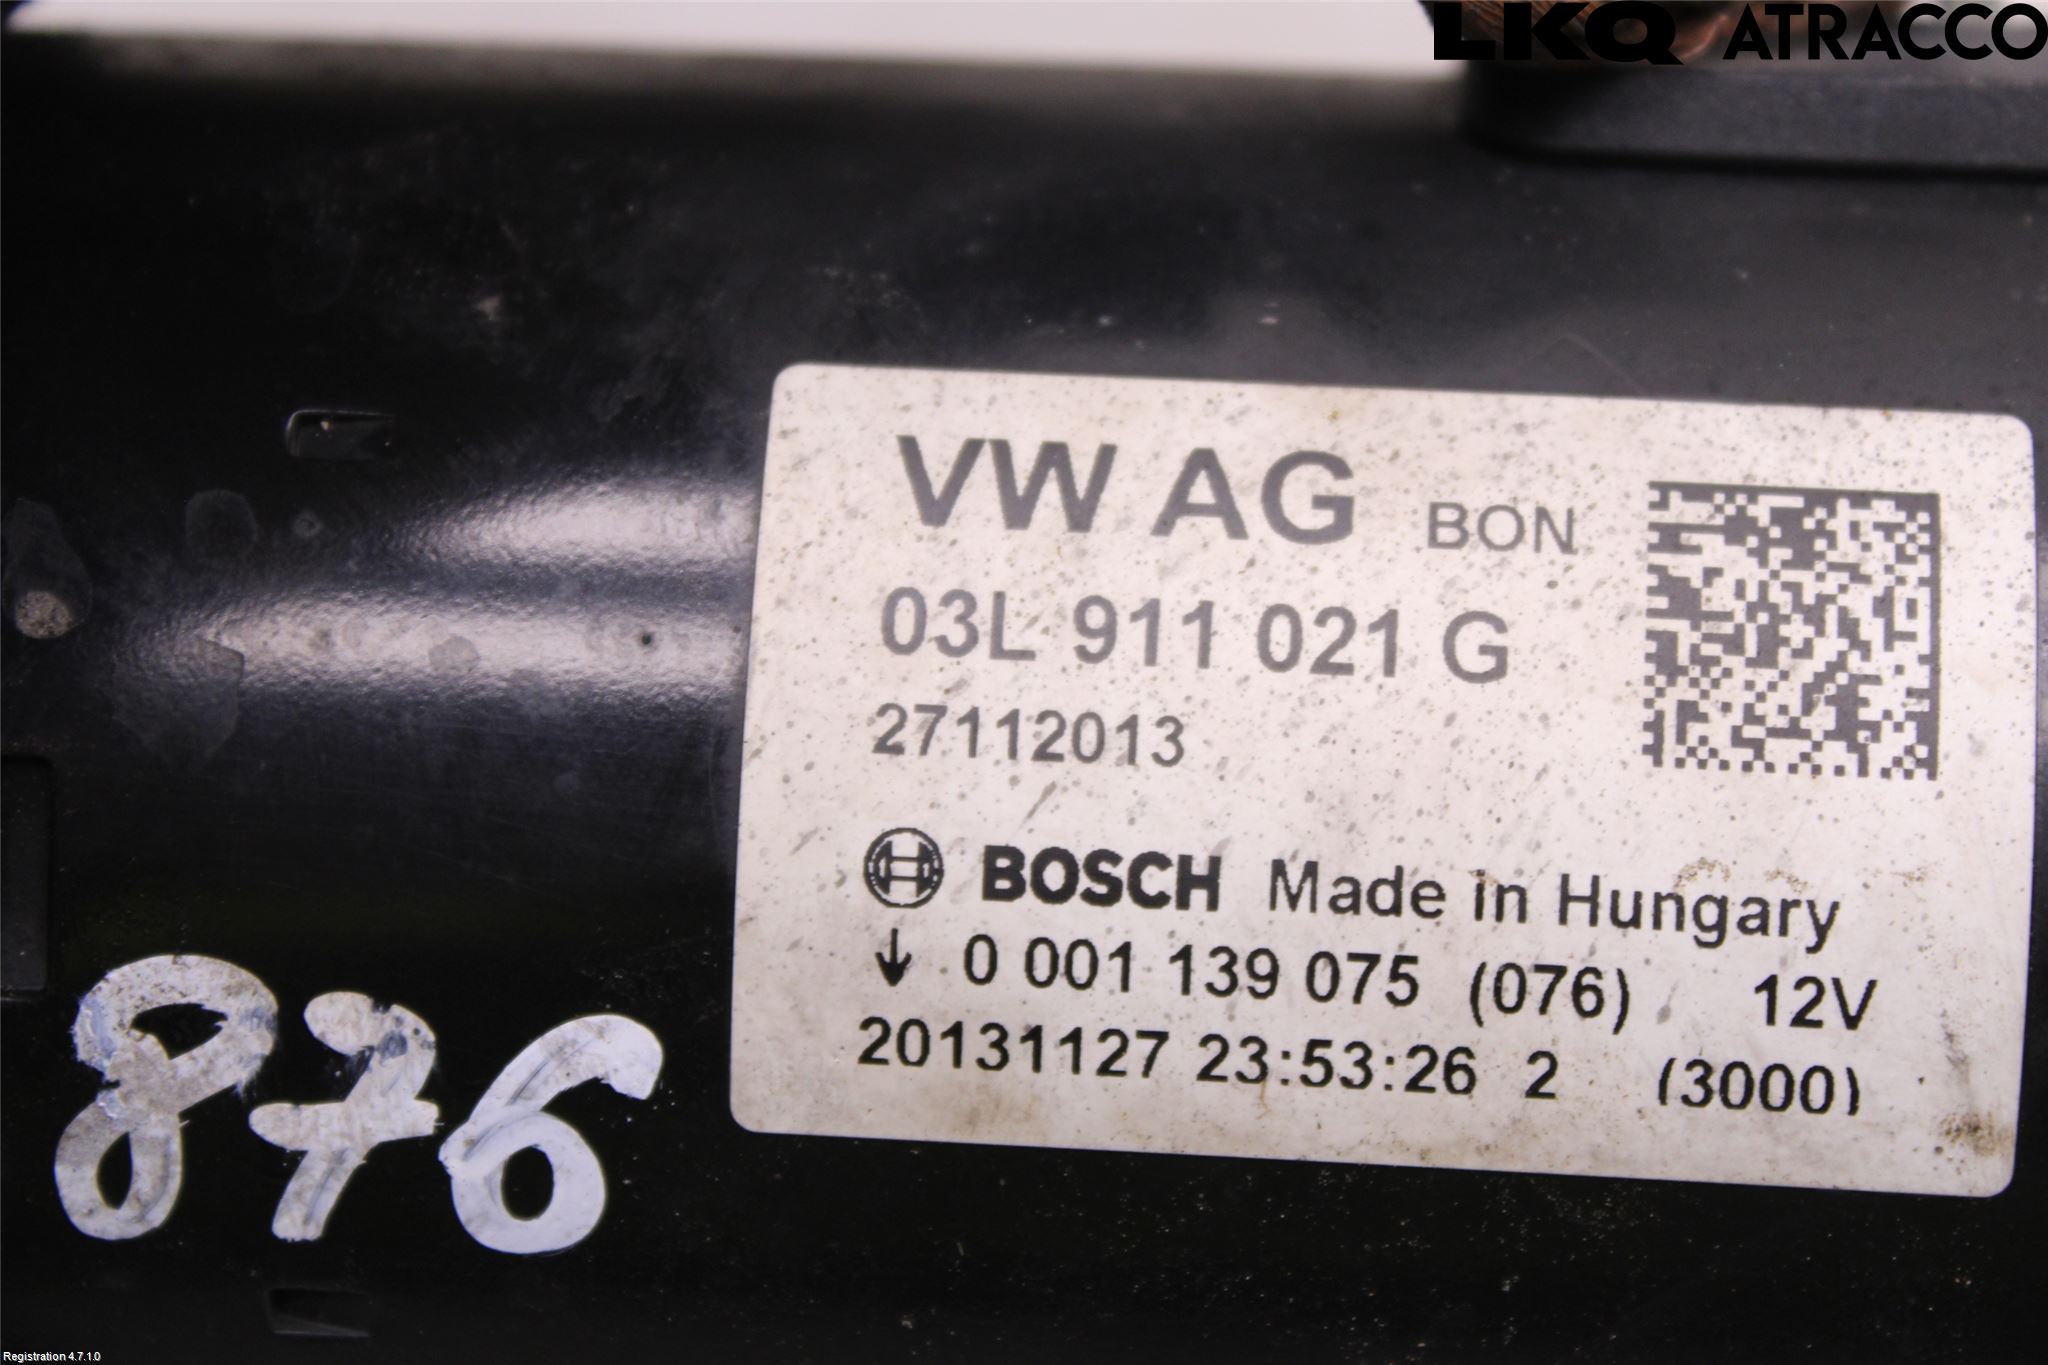 LKQ ATRACCO
VW AG BON
03L 911 021 G
27112013
BOSCH Made in Hungary
↓ 0 001 139 075 (076) 12V
20131127 23:53:26 2 (3000)
876
Registration 4.7.1.0